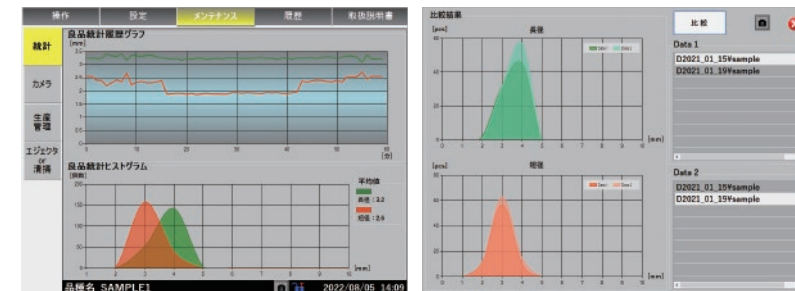 操作 設定 メンテナンス 履歴 取扱説明書
統計
カメラ
生産
管理
エジェクタ
or
清掃
良品統計履歴グラフ
[mm]
[分]
良品統計ヒストグラム
[個数]
平均値
長径 : 3.2
短径 : 2.6
[mm]
品種名 SAMPLE1
2022/08/05 14:09
比較結果
[pcs]
長径
[mm]
[pcs]
短径
[mm]
比較
Data 1
D2021_01_15¥sample
D2021_01_19¥sample
Data 2
D2021_01_15¥sample
D2021_01_19¥sample